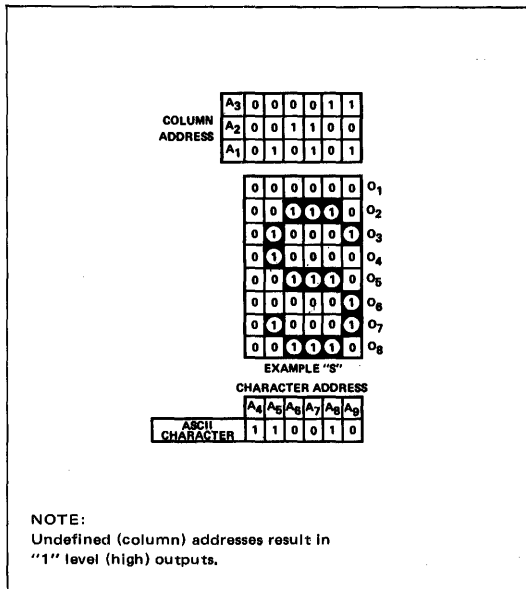 A3 0 0 0 0 1 1
COLUMN ADDRESS
A2 0 0 1 1 0 0
A1 0 1 0 1 0 1
0 0 0 0 0 0 O1
0 0 1 1 1 0 O2
0 1 0 0 0 1 O3
0 1 0 0 0 0 O4
0 0 1 1 1 0 O5
0 0 0 0 0 1 O6
0 1 0 0 0 1 O7
0 0 1 1 1 0 O8
EXAMPLE "S"
CHARACTER ADDRESS
A4 A5 A6 A7 A8 A9
ASCII CHARACTER 1 1 0 0 1 0
NOTE:
Undefined (column) addresses result in
"1" level (high) outputs.